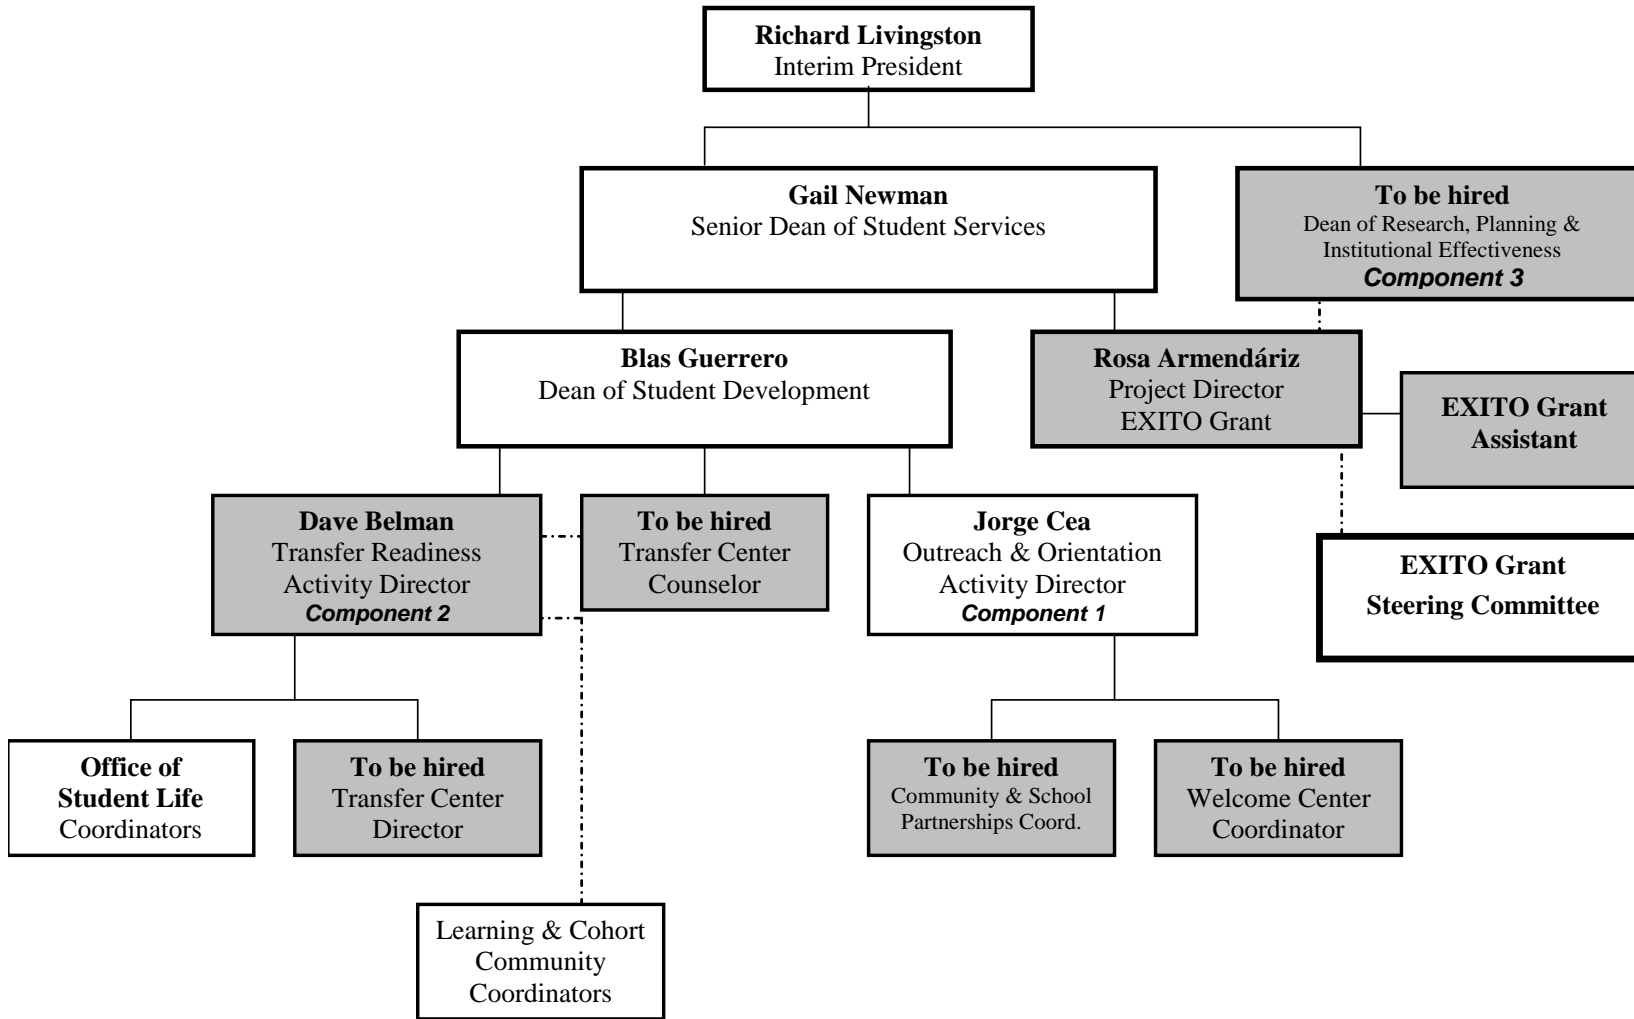 Richard Livingston
Interim President
Gail Newman
Senior Dean of Student Services
To be hired
Dean of Research, Planning &
Institutional Effectiveness
Component 3
Blas Guerrero
Dean of Student Development
Rosa Armendáriz
Project Director
EXITO Grant
EXITO Grant
Assistant
Dave Belman
Transfer Readiness
Activity Director
Component 2
To be hired
Transfer Center
Counselor
Jorge Cea
Outreach & Orientation
Activity Director
Component 1
EXITO Grant
Steering Committee
Office of
Student Life
Coordinators
To be hired
Transfer Center
Director
To be hired
Community & School
Partnerships Coord.
To be hired
Welcome Center
Coordinator
Learning & Cohort
Community
Coordinators